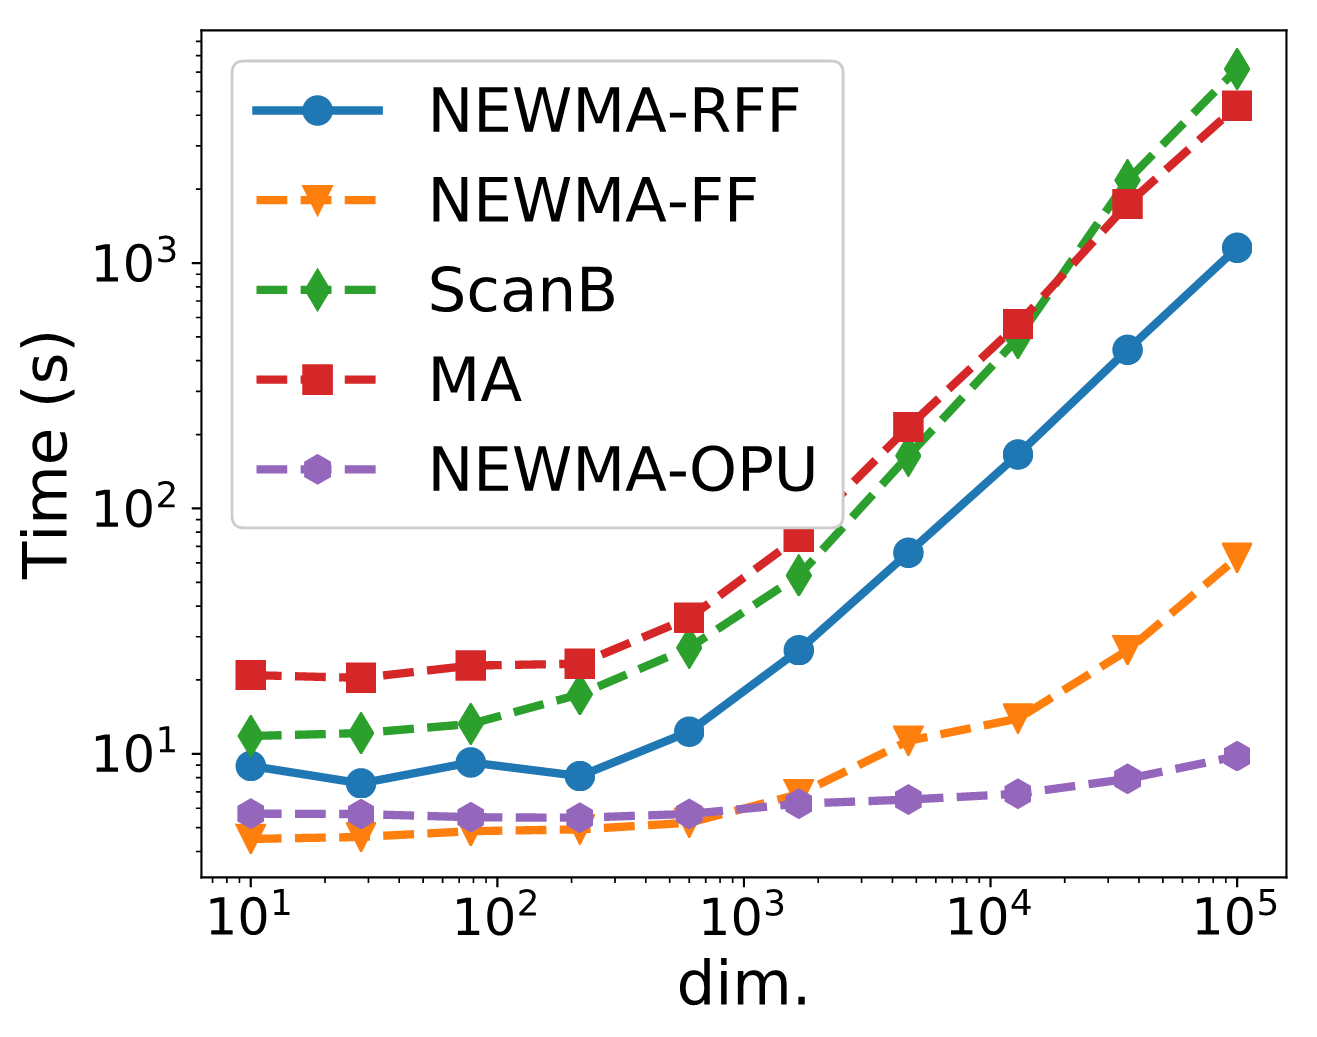 NEWMA-RFF
NEWMA-FF
ScanB
MA
NEWMA-OPU
Time (s)
10³
10²
10¹
10¹ 10² 10³ 10⁴ 10⁵
dim.